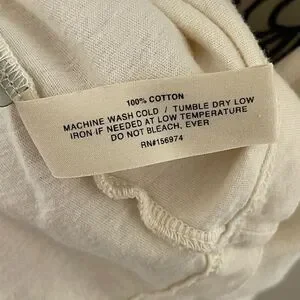 100% COTTON
MACHINE WASH COLD / TUMBLE DRY LOW
IRON IF NEEDED AT LOW TEMPERATURE
DO NOT BLEACH, EVER
RN#156974